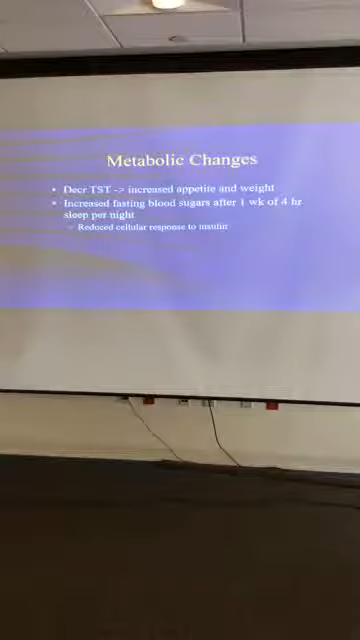 Metabolic Changes
• Decr TST -> increased appetite and weight
• Increased fasting blood sugars after 1 wk of 4 hr
sleep per night
– Reduced cellular response to insulin